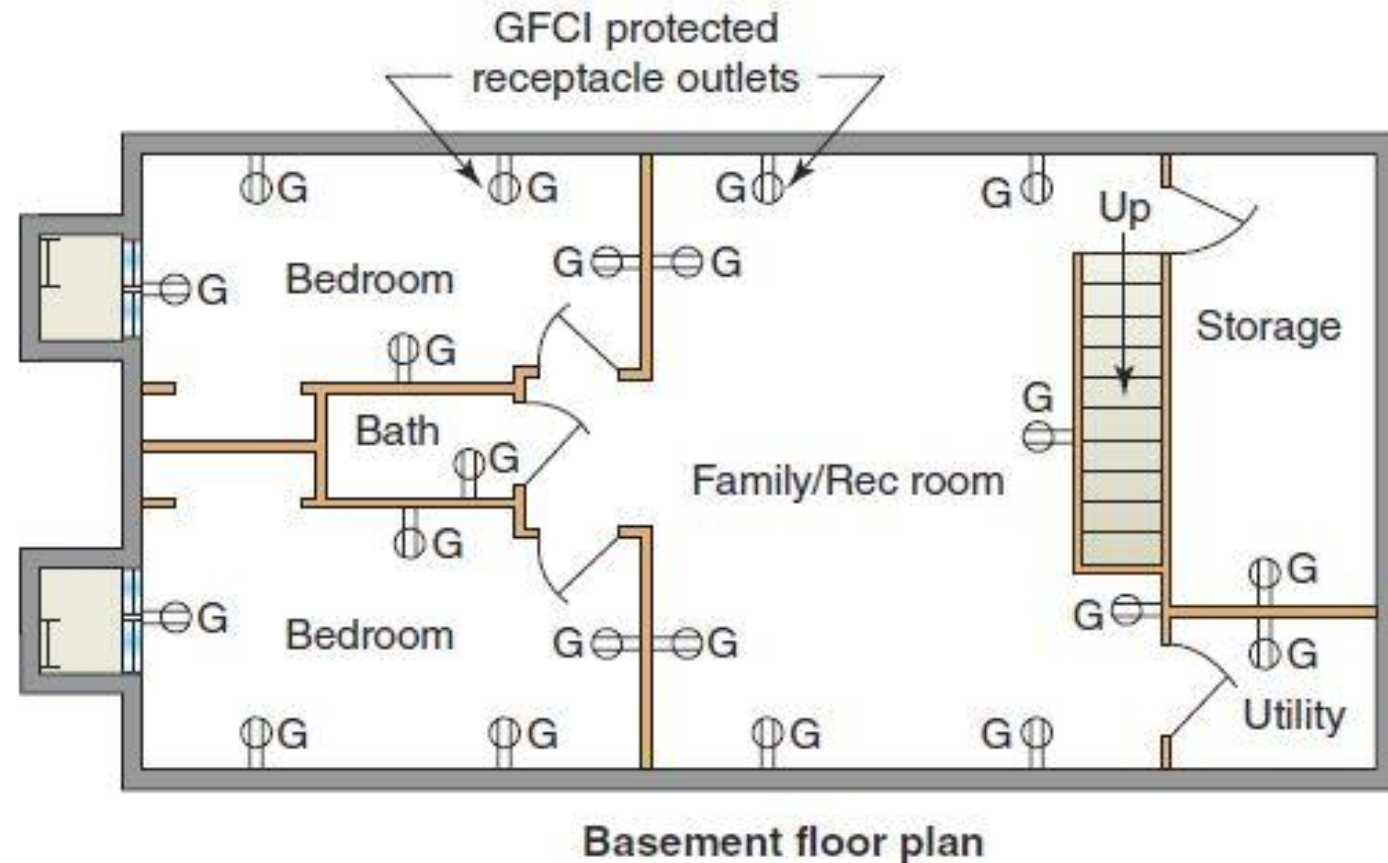 GFCI protected
receptacle outlets
G G G G
Up
G G
G
Bedroom
Storage
G
G
Bath
G
Family/Rec room
G
G
G
G
G
Bedroom
G G
G
Utility
G G G G
Basement floor plan